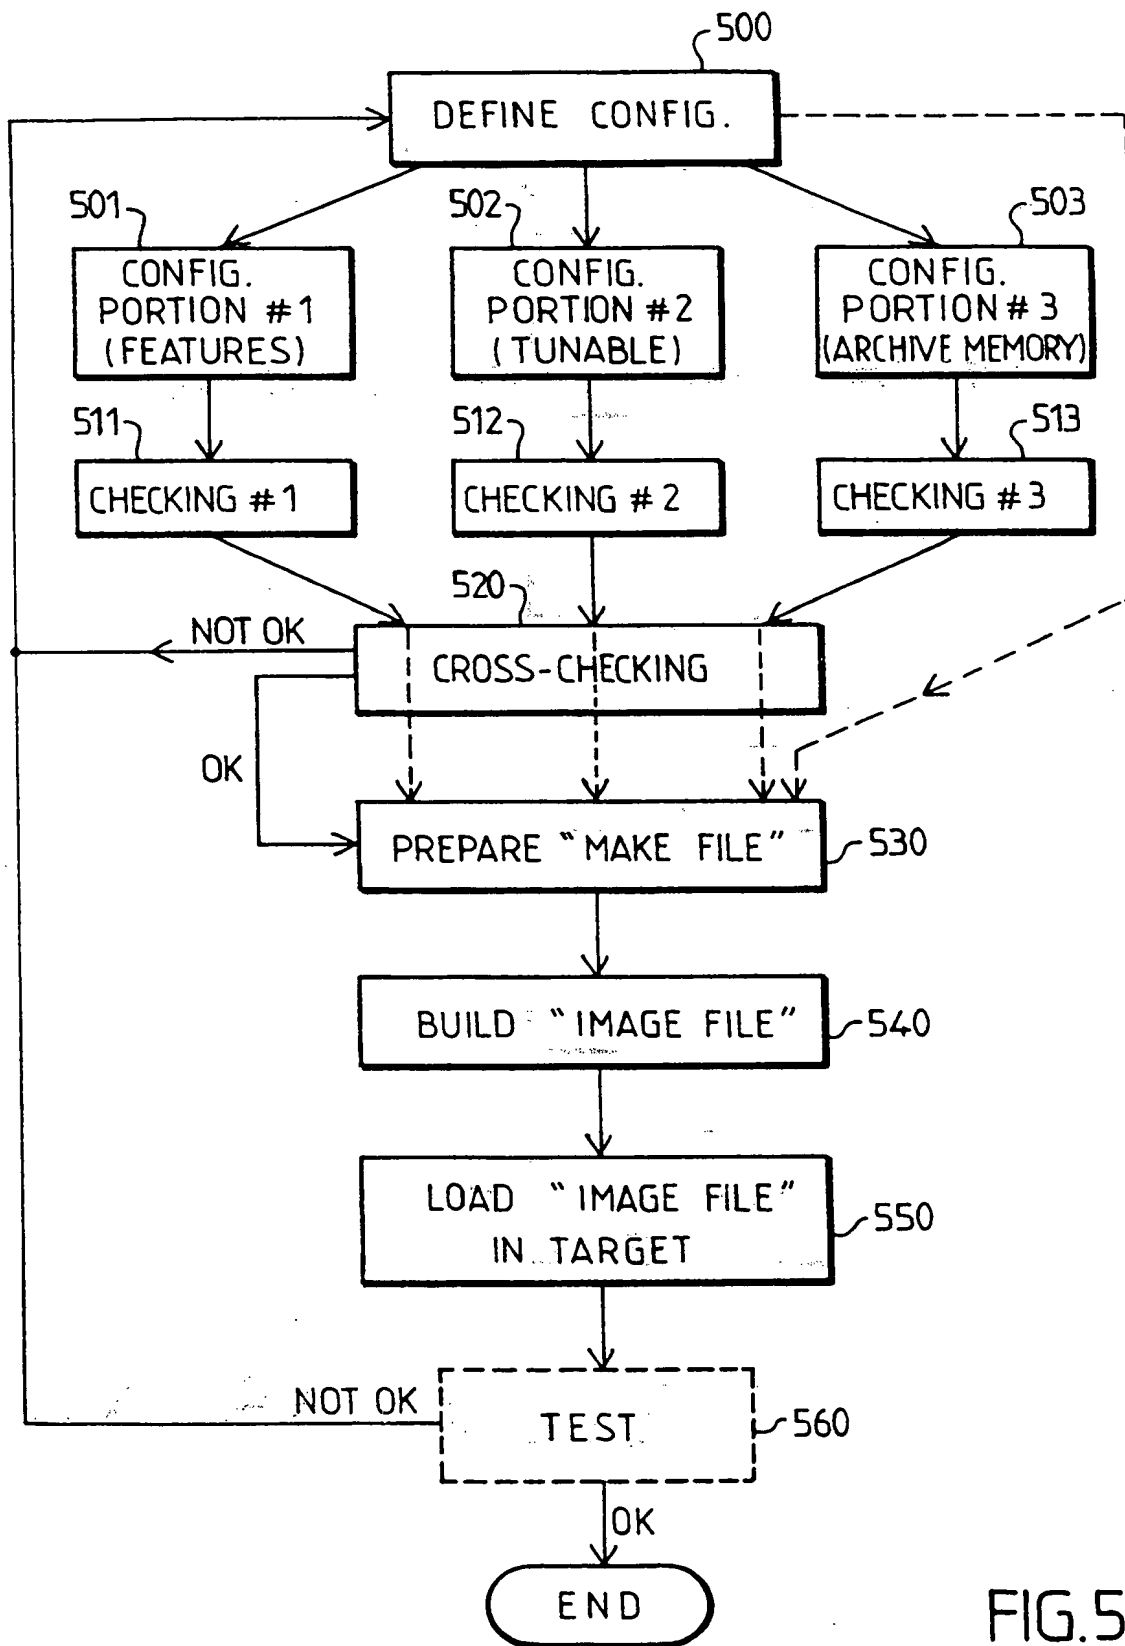 500
DEFINE CONFIG.
501
502
503
CONFIG.
PORTION #1
(FEATURES)
CONFIG.
PORTION #2
(TUNABLE)
CONFIG.
PORTION #3
(ARCHIVE MEMORY)
511
512
513
CHECKING #1
CHECKING #2
CHECKING #3
520
NOT OK
CROSS-CHECKING
OK
PREPARE "MAKE FILE"
530
BUILD "IMAGE FILE"
540
LOAD "IMAGE FILE"
IN TARGET
550
NOT OK
TEST
560
OK
END
FIG.5